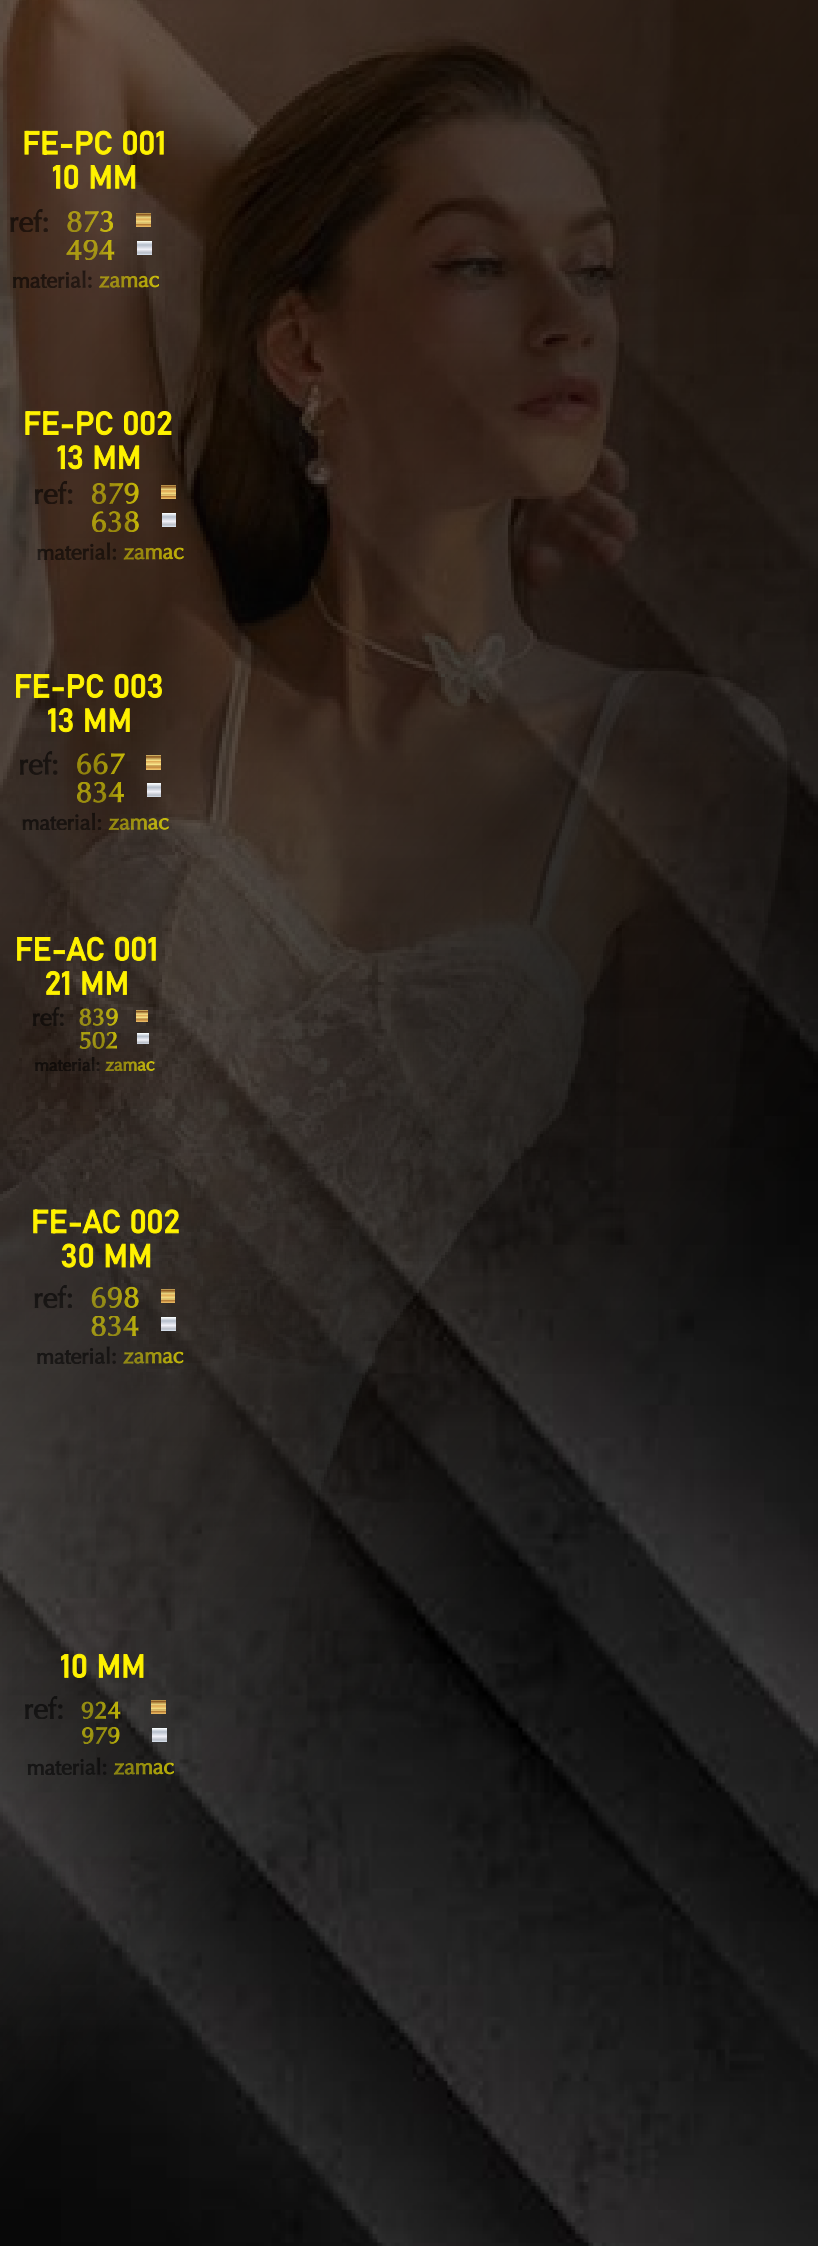 FE-PC 001
10 MM
ref: 873
494
material: zamac
FE-PC 002
13 MM
ref: 879
638
material: zamac
FE-PC 003
13 MM
ref: 667
834
material: zamac
FE-AC 001
21 MM
ref: 839
502
material: zamac
FE-AC 002
30 MM
ref: 698
834
material: zamac
10 MM
ref: 924
979
material: zamac